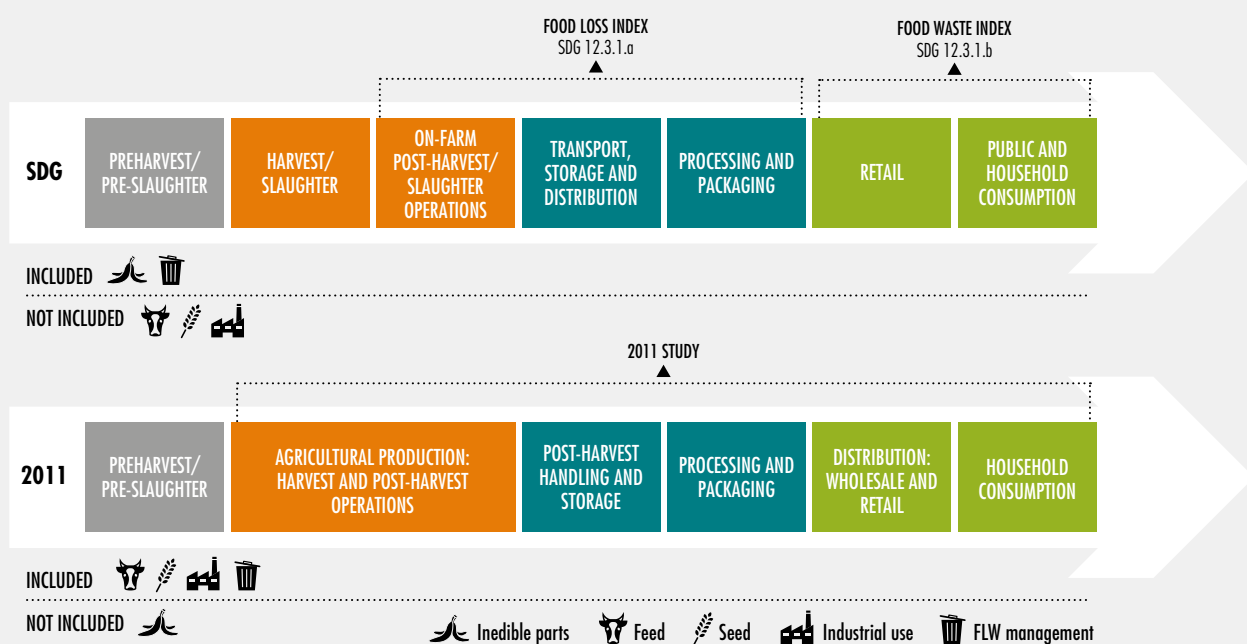 FOOD LOSS INDEX
SDG 12.3.1.a
FOOD WASTE INDEX
SDG 12.3.1.b
SDG
PREHARVEST/
PRE-SLAUGHTER
HARVEST/
SLAUGHTER
ON-FARM
POST-HARVEST/
SLAUGHTER
OPERATIONS
TRANSPORT,
STORAGE AND
DISTRIBUTION
PROCESSING AND
PACKAGING
RETAIL
PUBLIC AND
HOUSEHOLD
CONSUMPTION
INCLUDED
NOT INCLUDED
2011 STUDY
2011
PREHARVEST/
PRE-SLAUGHTER
AGRICULTURAL PRODUCTION:
HARVEST AND POST-HARVEST
OPERATIONS
POST-HARVEST
HANDLING AND
STORAGE
PROCESSING AND
PACKAGING
DISTRIBUTION:
WHOLESALE AND
RETAIL
HOUSEHOLD
CONSUMPTION
INCLUDED
NOT INCLUDED
Inedible parts
Feed
Seed
Industrial use
FLW management